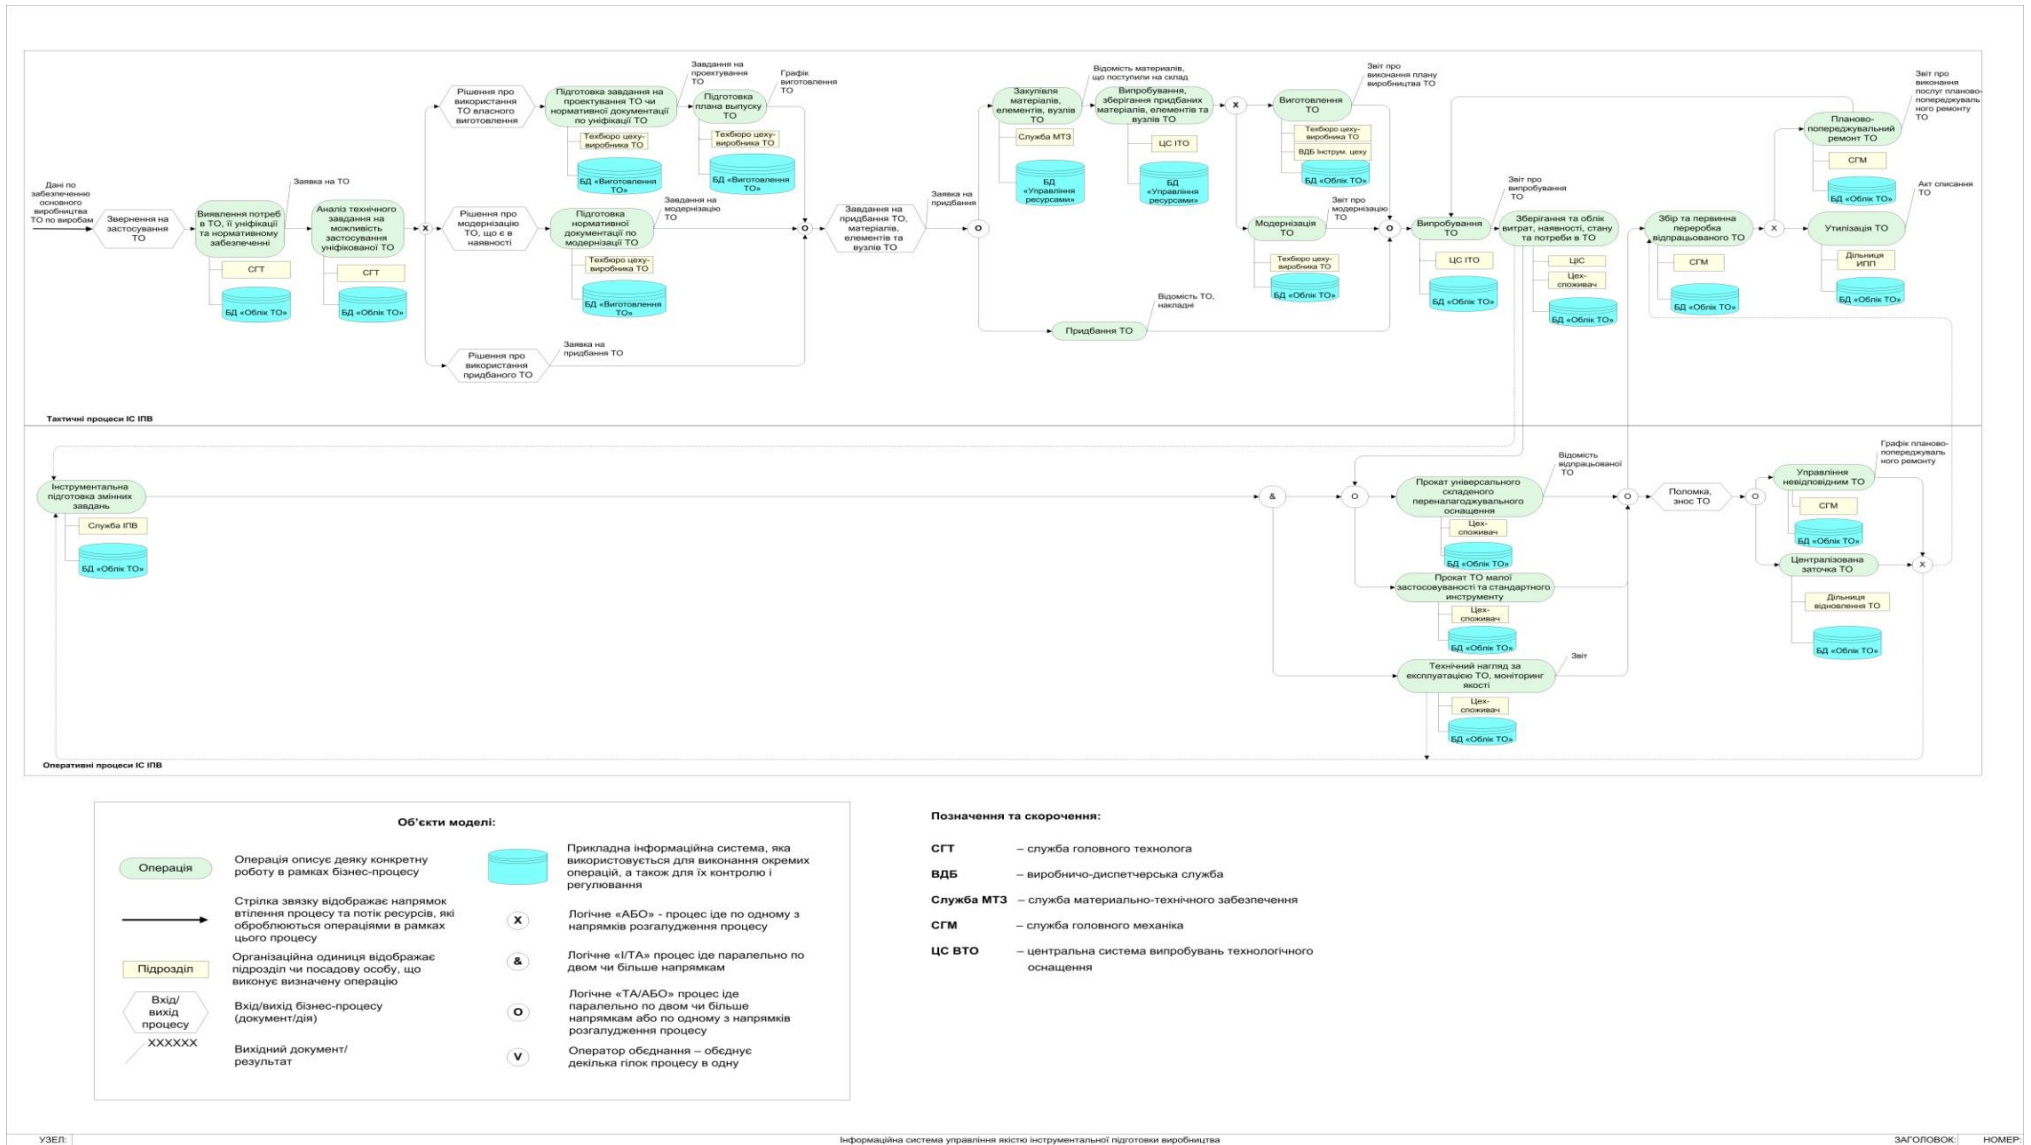 Дані по
забезпеченню
основного
виробництва
ТО по виробам
Звернення на
застосування
ТО
Виявлення потреб
в ТО, її уніфікації
та нормативному
забезпеченні
СГТ
БД «Облік ТО»
Заявка на ТО
Аналіз технічного
завдання на
можливість
застосування
уніфікованої ТО
СГТ
БД «Облік ТО»
X
Рішення про
використання
ТО власного
виготовлення
Підготовка завдання на
проектування ТО чи
нормативної документації
по уніфікації ТО
Техбюро цеху-
виробника ТО
БД «Виготовлення
ТО»
Завдання на
проектування
ТО
Підготовка
плана выпуску
ТО
Техбюро цеху-
виробника ТО
БД «Виготовлення
ТО»
Графік
виготовлення
ТО
Рішення про
модернізацію
ТО, що є в
наявності
Підготовка
нормативної
документації по
модернізації ТО
Техбюро цеху-
виробника ТО
БД «Виготовлення
ТО»
Завдання на
модернізацію
ТО
Рішення про
використання
придбаного ТО
Заявка на
придбання ТО
O
Завдання на
придбання ТО,
матеріалів,
елементів та
вузлів ТО
Заявка на
придбання
O
Закупівля
матеріалів,
елементів, вузлів
ТО
Служба МТЗ
БД
«Управління
ресурсами»
Відомість материалів,
що поступили на склад
Випробування,
зберігання придбаних
матеріалів, елементів та
вузлів ТО
ЦС ІТО
БД
«Управління
ресурсами»
X
Виготовлення
ТО
Техбюро цеху-
виробника ТО
ВДБ Інструм. цеху
БД «Облік ТО»
Звіт про
виконання плану
виробництва ТО
Модернізація
ТО
Техбюро цеху-
виробника ТО
БД «Облік ТО»
Звіт про
модернізацію
ТО
Придбання ТО
Відомість ТО,
накладні
O
Випробування
ТО
ЦС ІТО
БД «Облік ТО»
Звіт про
випробування
ТО
Зберігання та облік
витрат, наявності, стану
та потреби в ТО
ЦІС
Цех-
споживач
БД «Облік ТО»
Збір та первинна
переробка
відпрацьованого ТО
СГМ
БД «Облік ТО»
X
Планово-
попереджувальний
ремонт ТО
СГМ
БД «Облік ТО»
Звіт про
виконання
послуг планово-
попереджуваль
ного ремонту
ТО
Утилизація ТО
Дільниця
ИПП
БД «Облік ТО»
Акт списання
ТО
Тактичні процеси ІС ІПВ
Інструментальна
підготовка змінних
завдань
Служба ІПВ
БД «Облік ТО»
&
O
Прокат універсального
складеного
переналагоджувального
оснащення
Цех-
споживач
БД «Облік ТО»
Відомість
відпрацьованої
ТО
Прокат ТО малої
застосовуваності та стандартного
инструменту
Цех-
споживач
БД «Облік ТО»
Технічний нагляд за
експлуатацією ТО, моніторинг
якості
Цех-
споживач
БД «Облік ТО»
Звіт
O
Поломка,
знос ТО
O
Управління
невідповідним ТО
СГМ
БД «Облік ТО»
Графік планово-
попереджуваль
ного ремонту
Централізована
заточка ТО
Дільниця
відновлення ТО
БД «Облік ТО»
X
Оперативні процеси ІС ІПВ
Об’єкти моделі:
Операція
Операція описує деяку конкретну
роботу в рамках бізнес-процесу
Стрілка звязку відображає напрямок
втілення процесу та потік ресурсів, які
оброблюються операціями в рамках
цього процесу
Підрозділ
Організаційна одиниця відображає
підрозділ чи посадову особу, що
виконує визначену операцію
Вхід/
вихід
процесу
Вхід/вихід бізнес-процесу
(документ/дія)
XXXXXX
Вихідний документ/
результат
Прикладна інформаційна система, яка
використовується для виконання окремих
операцій, а також для їх контролю і
регулювання
X
Логічне «АБО» - процес іде по одному з
напрямків розгалудження процесу
&
Логічне «І/ТА» процес іде паралельно по
двом чи більше напрямкам
O
Логічне «ТА/АБО» процес іде
паралельно по двом чи більше
напрямкам або по одному з напрямків
розгалудження процесу
V
Оператор обєднання – обєднує
декілька гілок процесу в одну
Позначення та скорочення:
СГТ – служба головного технолога
ВДБ – виробничо-диспетчерська служба
Служба МТЗ – служба материально-технічного забезпечення
СГМ – служба головного механіка
ЦС ВТО – центральна система випробувань технологічного
оснащення
УЗЕЛ:
Інформаційна система управління якістю інструментальної підготовки виробництва
ЗАГОЛОВОК:
НОМЕР: